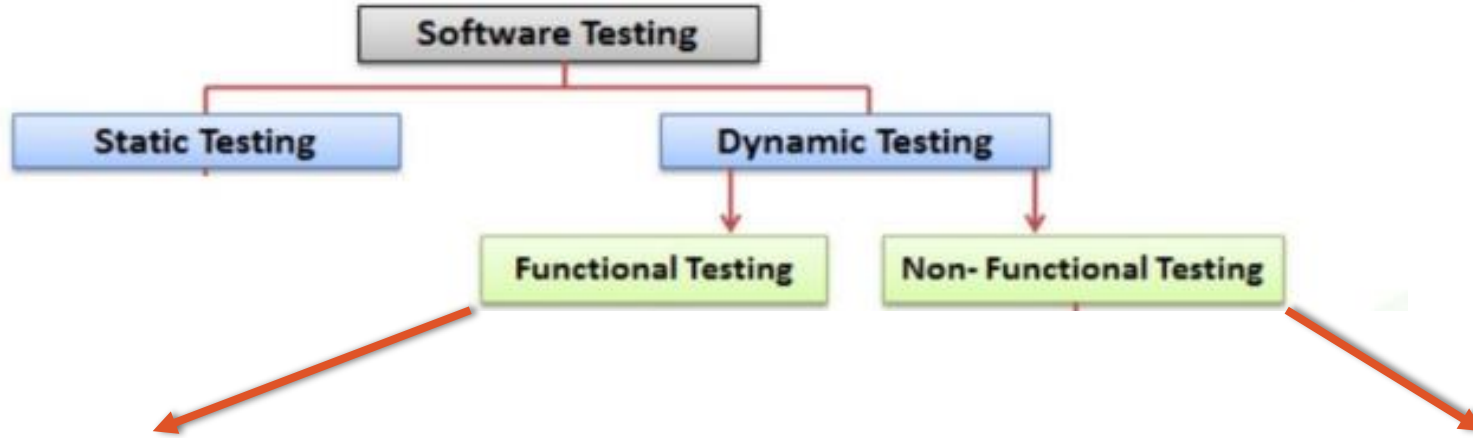 Software Testing
Static Testing
Dynamic Testing
Functional Testing
Non- Functional Testing